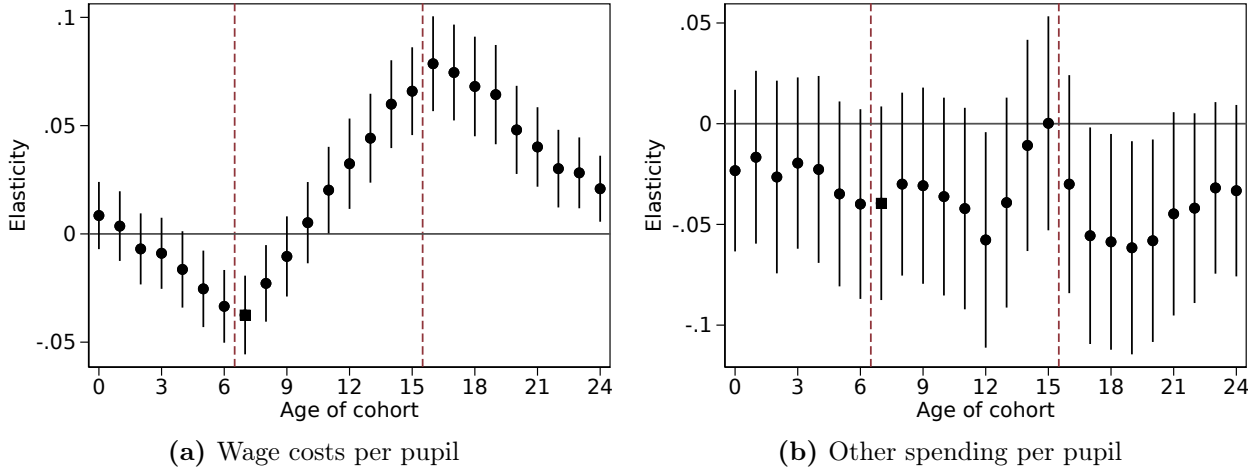 .1
.05
0
-.05
Elasticity
0 3 6 9 12 15 18 21 24
Age of cohort
(a) Wage costs per pupil
.05
0
-.05
-.1
Elasticity
0 3 6 9 12 15 18 21 24
Age of cohort
(b) Other spending per pupil